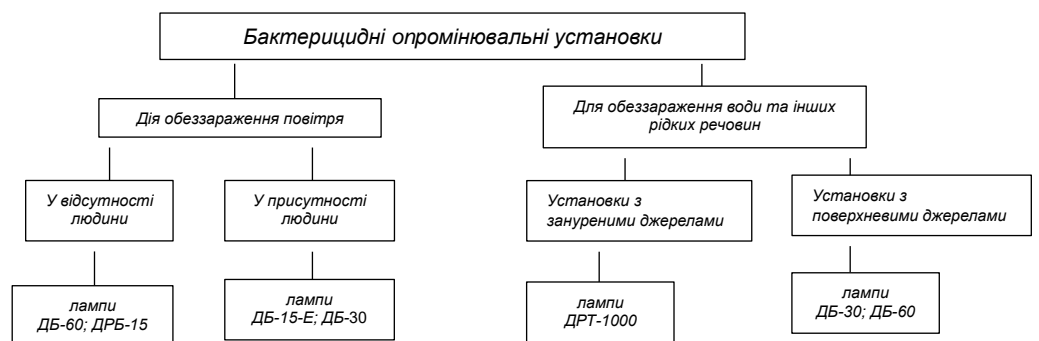 Бактерицидні опромінювальні установки
Дія обеззараження повітря
Для обеззараження води та інших
рідких речовин
У відсутності
людини
У присутності
людини
Установки з
зануреними джерелами
Установки з
поверхневими джерелами
лампи
ДБ-60; ДРБ-15
лампи
ДБ-15-Е; ДБ-30
лампи
ДРТ-1000
лампи
ДБ-30; ДБ-60